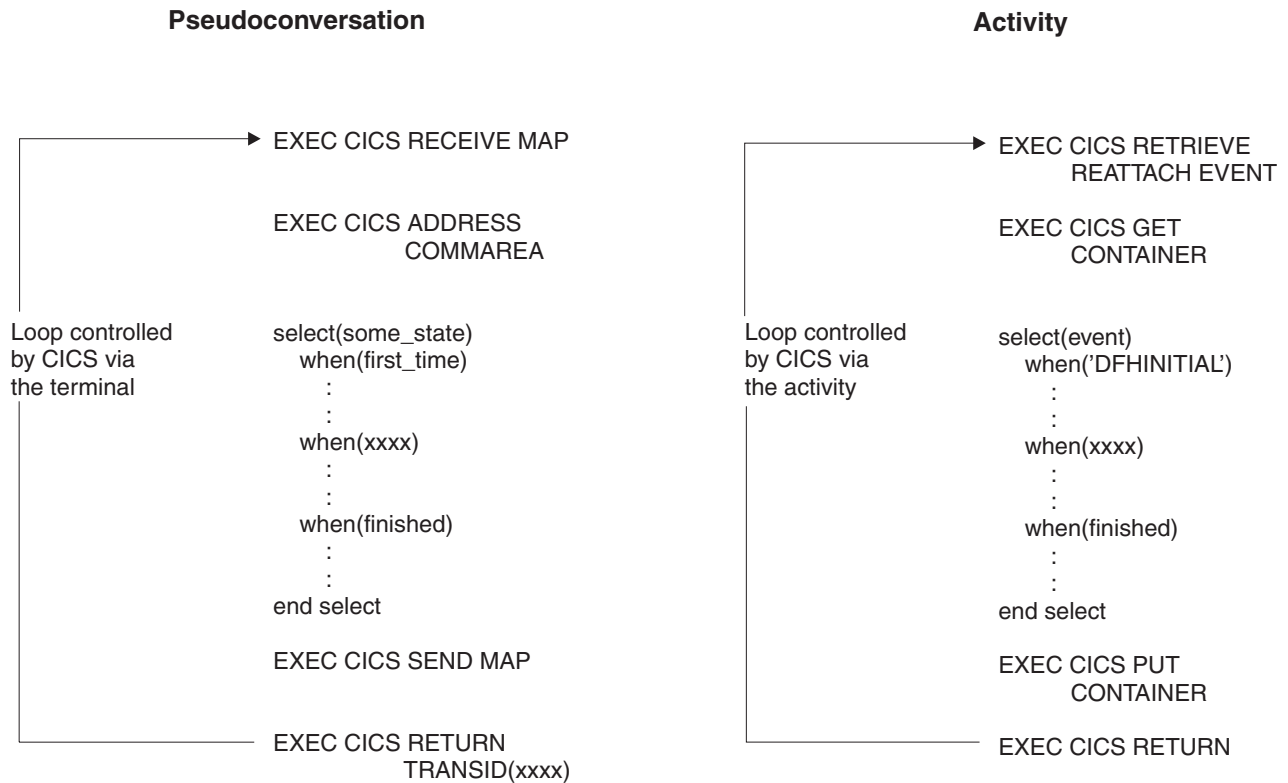 Pseudoconversation
EXEC CICS RECEIVE MAP
EXEC CICS ADDRESS
COMMAREA
Loop controlled
by CICS via
the terminal
select(some_state)
when(first_time)
:
:
when(xxxx)
:
:
when(finished)
:
:
end select
EXEC CICS SEND MAP
EXEC CICS RETURN
TRANSID(xxxx)
Activity
EXEC CICS RETRIEVE
REATTACH EVENT
EXEC CICS GET
CONTAINER
Loop controlled
by CICS via
the activity
select(event)
when('DFHINITIAL')
:
:
when(xxxx)
:
:
when(finished)
:
:
end select
EXEC CICS PUT
CONTAINER
EXEC CICS RETURN